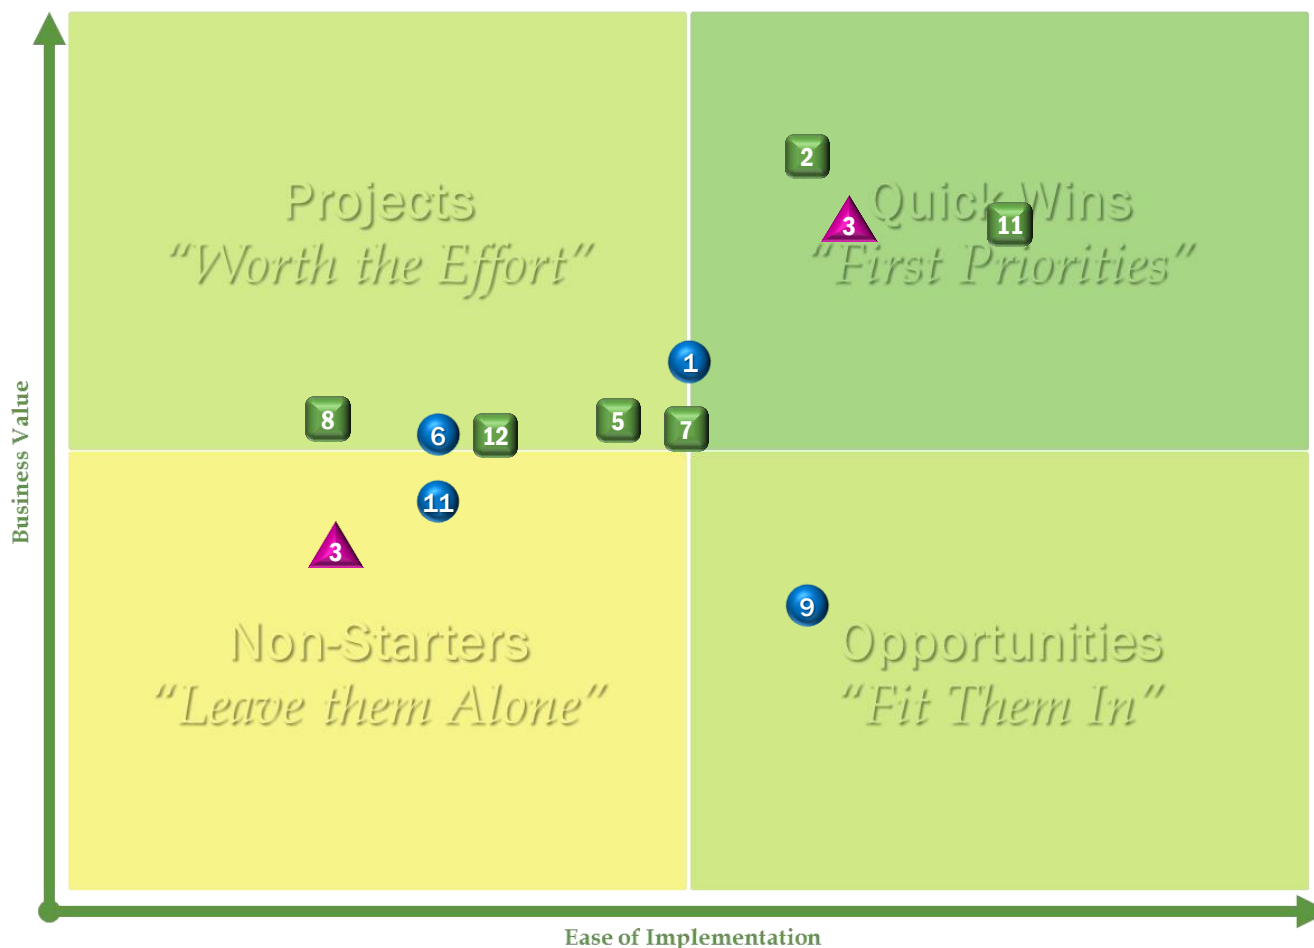 2
Projects
Quick Wins
3
11
“Worth the Effort”
“First Priorities”
1
8
6
12
5
7
Business Value
11
3
9
Non-Starters
Opportunities
“Leave them Alone”
“Fit Them In”
Ease of Implementation